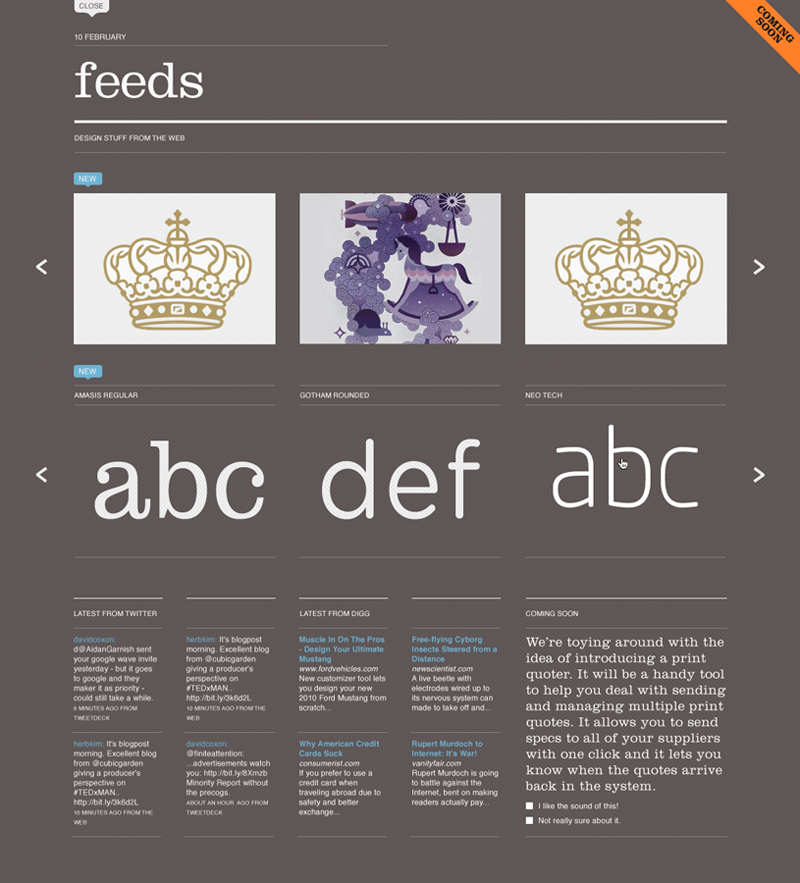 CLOSE
COMING
SOON
10 FEBRUARY
feeds
DESIGN STUFF FROM THE WEB
NEW
NEW
AMASIS REGULAR
abc
GOTHAM ROUNDED
def
NEO TECH
abc
LATEST FROM TWITTER
davidcoxon:
d@AidanGarnish sent
your google wave invite
yesterday - but it goes
to google and they
make it as priority -
could still take a while.
6 MINUTES AGO FROM
TWEETDECK
herbkim: It's blogpost
morning. Excellent blog
from @cubicgarden
giving a producer's
perspective on
#TEDxMAN..
http://bit.ly/3k6d2L
10 MINUTES AGO FROM THE
WEB
herbkim: It's blogpost
morning. Excellent blog
from @cubicgarden
giving a producer's
perspective on
#TEDxMAN..
http://bit.ly/3k6d2L
10 MINUTES AGO FROM THE
WEB
davidcoxon:
@finiteattention:
...advertisements watch
you: http://bit.ly/8Xmzb
Minority Report without
the precogs.
ABOUT AN HOUR AGO FROM
TWEETDECK
LATEST FROM DIGG
Muscle In On The Pros
- Design Your Ultimate
Mustang
www.fordvehicles.com
New customizer tool lets
you design your new
2010 Ford Mustang from
scratch...
Free-flying Cyborg
Insects Steered from a
Distance
newscientist.com
A live beetle with
electrodes wired up to
its nervous system can
made to take off and...
Why American Credit
Cards Suck
consumerist.com
If you prefer to use a
credit card when
traveling abroad due to
safety and better
exchange...
Rupert Murdoch to
Internet: It's War!
vanityfair.com
Rupert Murdoch is going
to battle against the
Internet, bent on making
readers actually pay...
COMING SOON
We're toying around with the
idea of introducing a print
quoter. It will be a handy tool
to help you deal with sending
and managing multiple print
quotes. It allows you to send
specs to all of your suppliers
with one click and it lets you
know when the quotes arrive
back in the system.
I like the sound of this!
Not really sure about it.